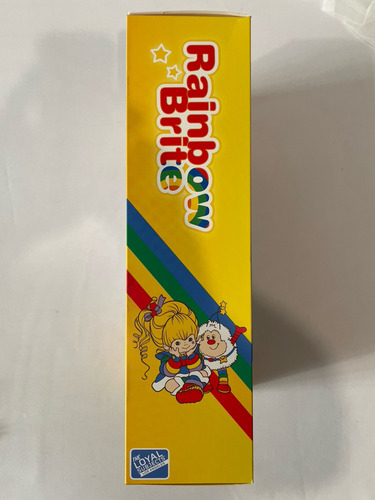 Rainbow
Brite
THE
LOYAL
SUBJECTS